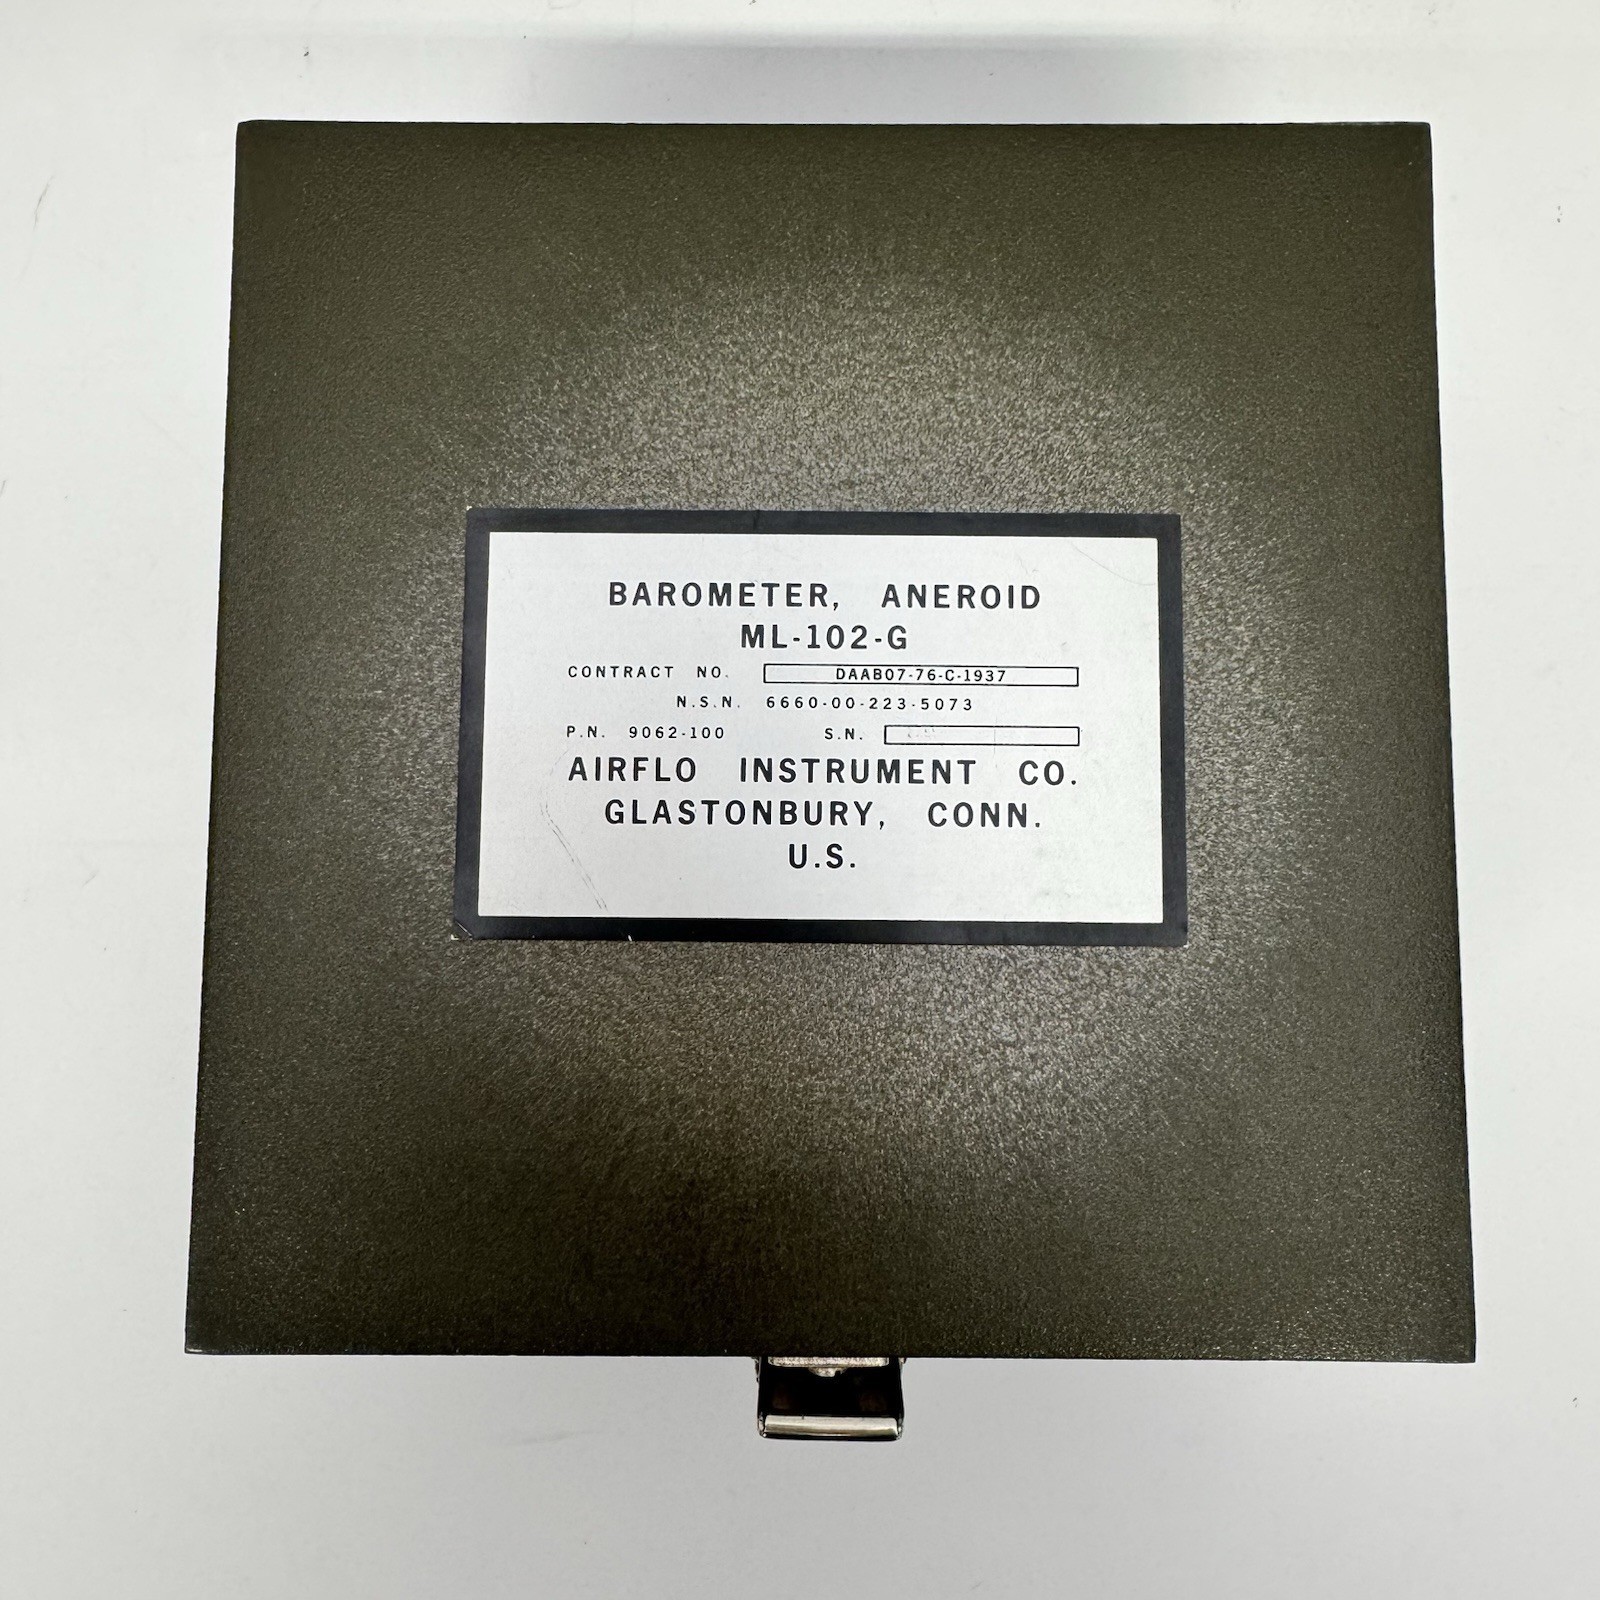 BAROMETER, ANEROID
ML-102-G
CONTRACT NO. DAAB07-76-C-1937
N.S.N. 6660-00-223-5073
P.N. 9062-100 S.N.
AIRFLO INSTRUMENT CO.
GLASTONBURY, CONN.
U.S.